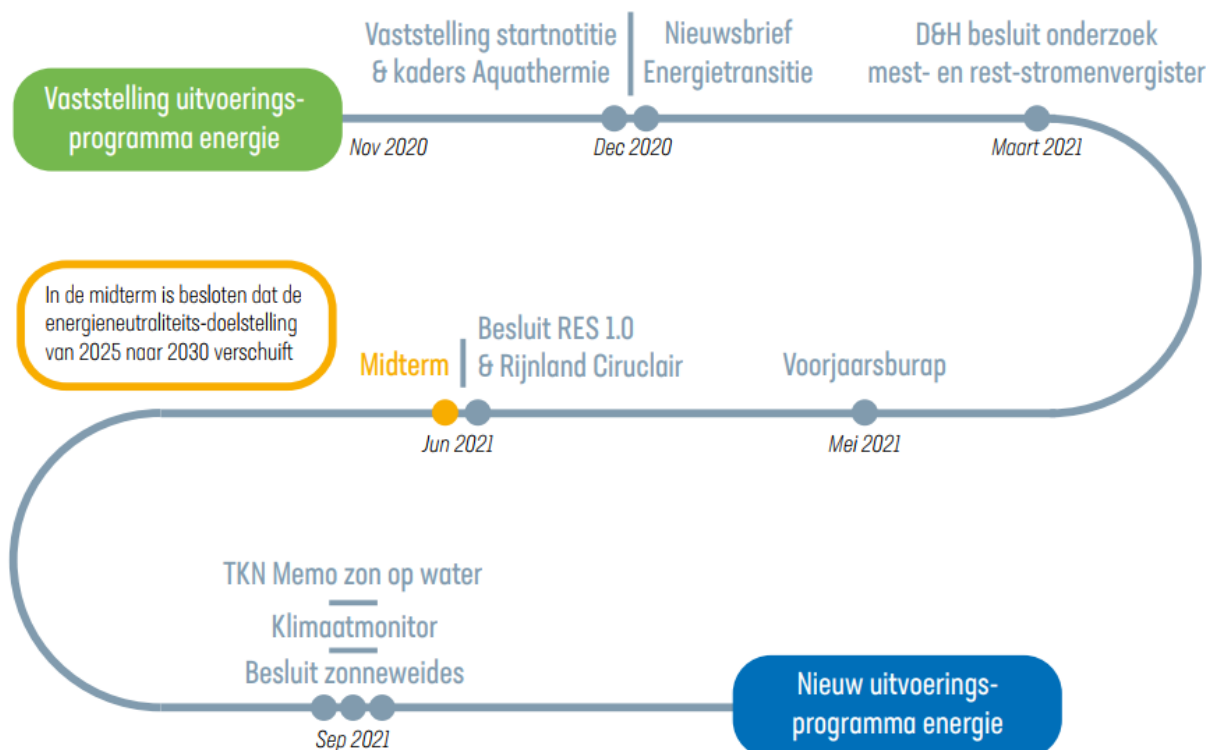 Vaststelling uitvoerings-
programma energie
Nov 2020
Vaststelling startnotitie
& kaders Aquathermie
Nieuwsbrief
Energietransitie
Dec 2020
D&H besluit onderzoek
mest- en rest-stromenvergister
Maart 2021
In de midterm is besloten dat de
energieneutraliteits-doelstelling
van 2025 naar 2030 verschuift
Midterm
Besluit RES 1.0
& Rijnland Ciruclair
Jun 2021
Voorjaarsburap
Mei 2021
TKN Memo zon op water
Klimaatmonitor
Besluit zonneweides
Sep 2021
Nieuw uitvoerings-
programma energie